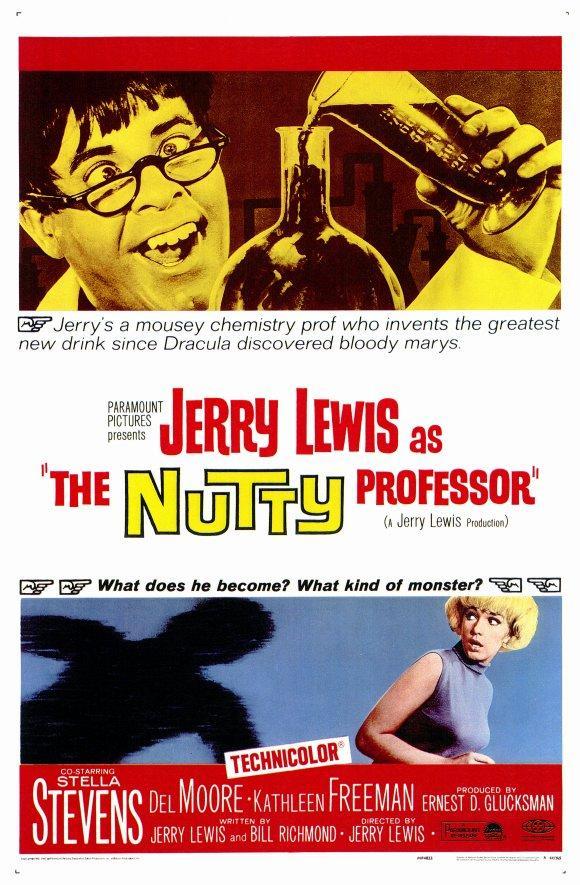 Jerry's a mousey chemistry prof who invents the greatest
new drink since Dracula discovered bloody marys.
PARAMOUNT
PICTURES
presents
JERRY LEWIS as
"THE NUTTY PROFESSOR"
(A Jerry Lewis Production)
What does he become? What kind of monster?
TECHNICOLOR®
CO-STARRING
STELLA
STEVENS
DEL MOORE · KATHLEEN FREEMAN
PRODUCED BY
ERNEST D. GLUCKSMAN
WRITTEN BY
JERRY LEWIS and BILL RICHMOND ·
DIRECTED BY
JERRY LEWIS ·